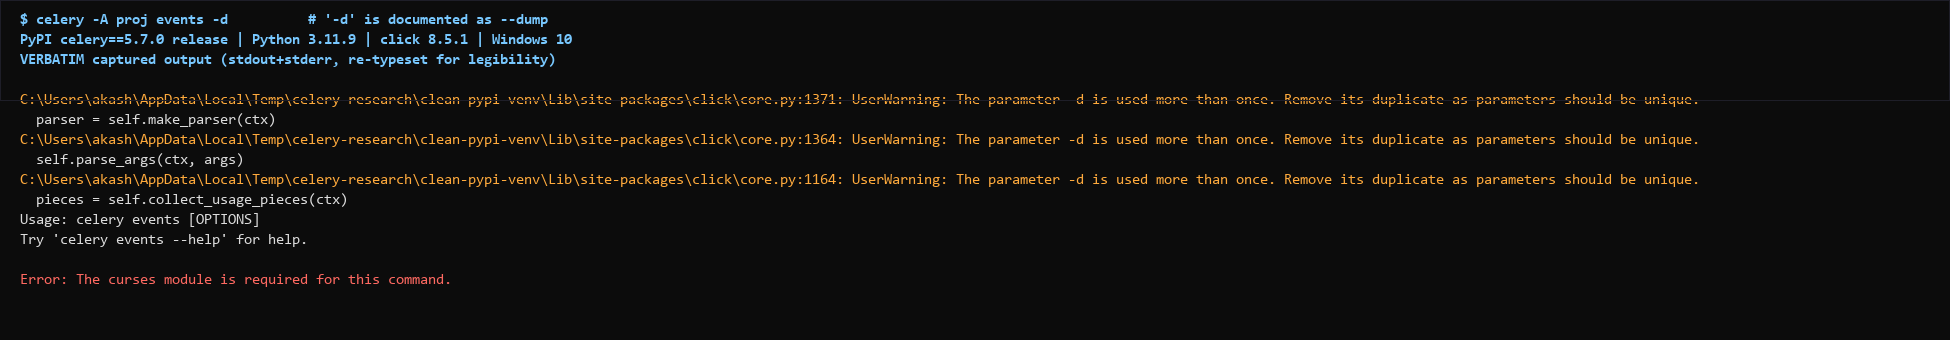 $ celery -A proj events -d          # '-d' is documented as --dump
PyPI celery==5.7.0 release | Python 3.11.9 | click 8.5.1 | Windows 10
VERBATIM captured output (stdout+stderr, re-typeset for legibility)
C:\Users\akash\AppData\Local\Temp\celery-research\clean-pypi-venv\Lib\site-packages\click\core.py:1371: UserWarning: The parameter -d is used more than once. Remove its duplicate as parameters should be unique.
  parser = self.make_parser(ctx)
C:\Users\akash\AppData\Local\Temp\celery-research\clean-pypi-venv\Lib\site-packages\click\core.py:1364: UserWarning: The parameter -d is used more than once. Remove its duplicate as parameters should be unique.
  self.parse_args(ctx, args)
C:\Users\akash\AppData\Local\Temp\celery-research\clean-pypi-venv\Lib\site-packages\click\core.py:1164: UserWarning: The parameter -d is used more than once. Remove its duplicate as parameters should be unique.
  pieces = self.collect_usage_pieces(ctx)
Usage: celery events [OPTIONS]
Try 'celery events --help' for help.
Error: The curses module is required for this command.